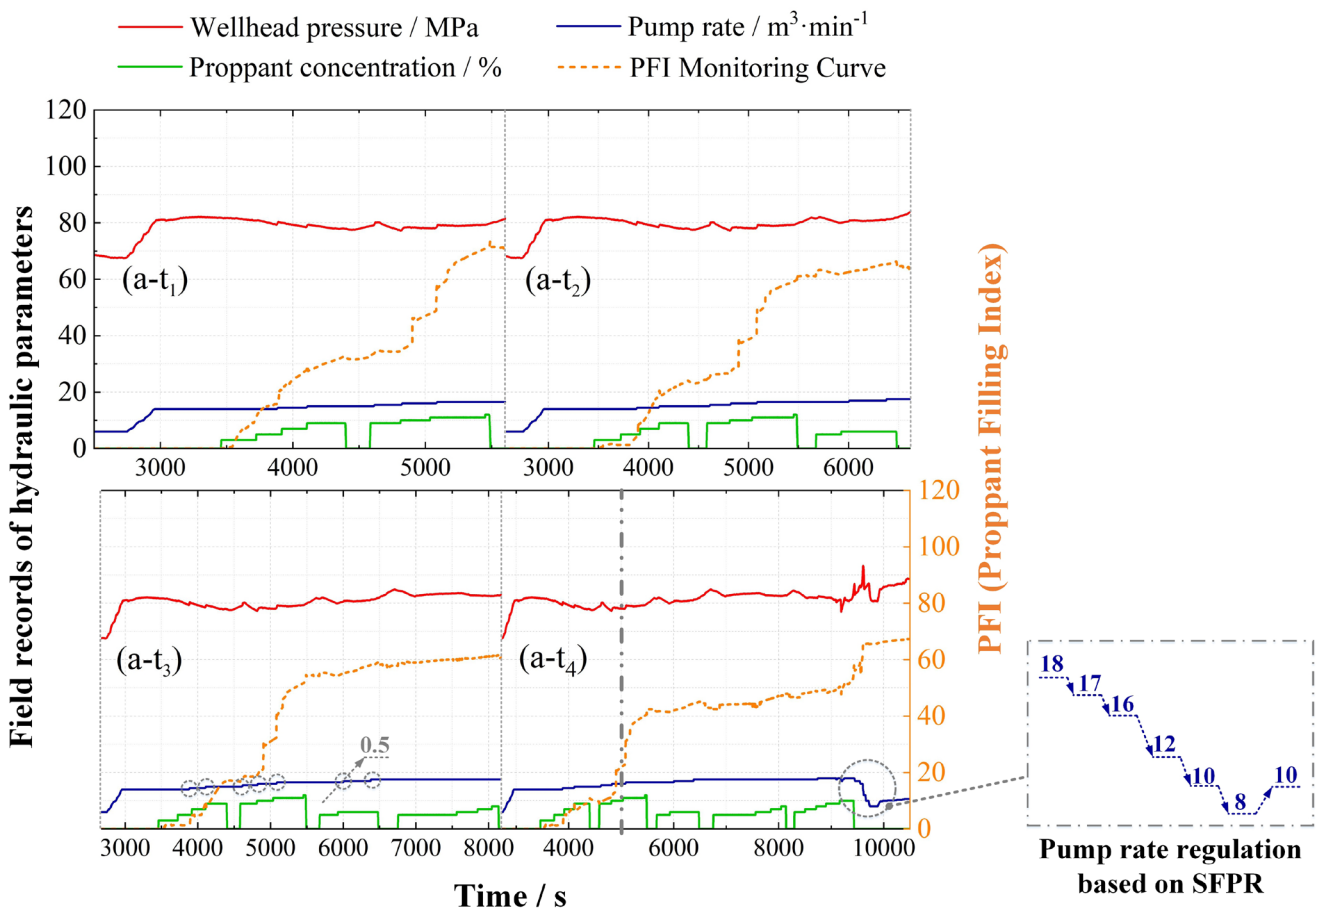 Wellhead pressure / MPa
Pump rate / m³·min⁻¹
Proppant concentration / %
PFI Monitoring Curve
Field records of hydraulic parameters
120
100
80
60
40
20
0
(a-t₁)
(a-t₂)
3000 4000 5000 3000 4000 5000 6000
PFI (Proppant Filling Index)
120
100
80
60
40
20
0
(a-t₃)
(a-t₄)
0.5
3000 4000 5000 6000 7000 8000 4000 6000 8000 10000
Time / s
18
17
16
12
10
8
10
Pump rate regulation
based on SFPR